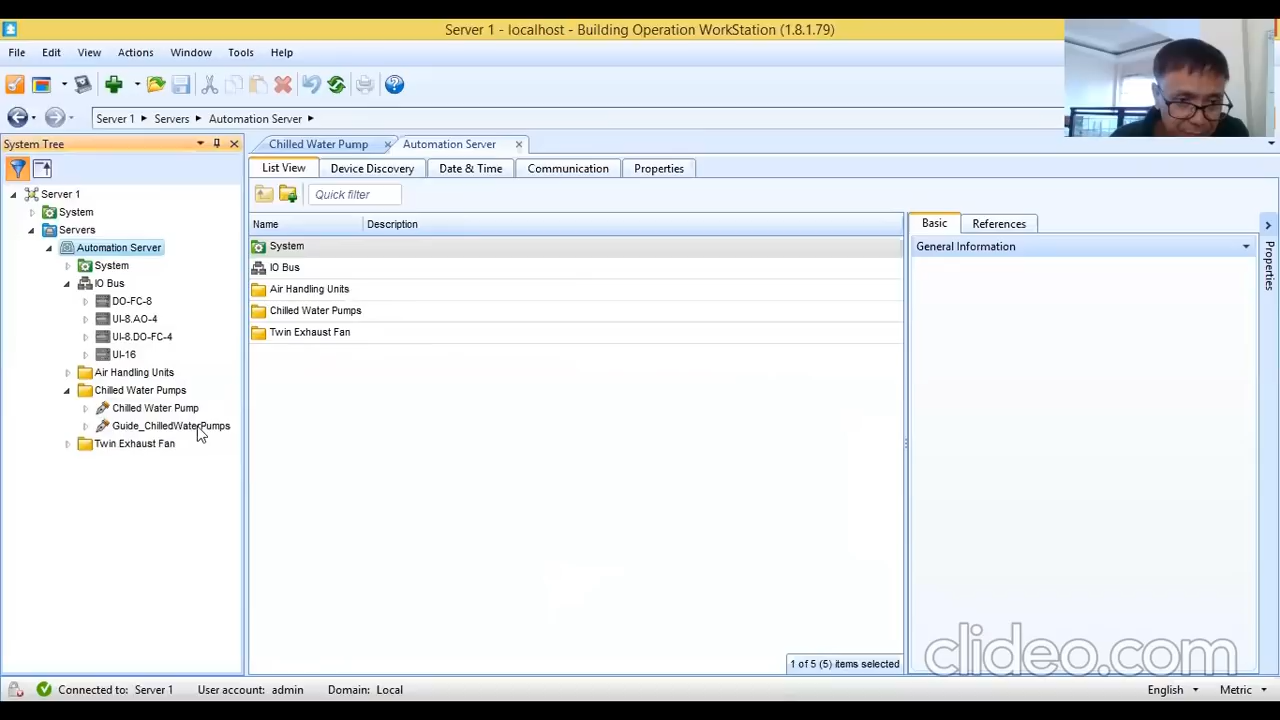 Server 1 - localhost - Building Operation WorkStation (1.8.1.79)
File Edit View Actions Window Tools Help
Server 1 Servers Automation Server
System Tree
Server 1
System
Servers
Automation Server
System
IO Bus
DO-FC-8
UI-8.AO-4
UI-8.DO-FC-4
UI-16
Air Handling Units
Chilled Water Pumps
Chilled Water Pump
Guide_ChilledWaterPumps
Twin Exhaust Fan
Chilled Water Pump Automation Server
List View Device Discovery Date & Time Communication Properties
Quick filter
Name Description
System
IO Bus
Air Handling Units
Chilled Water Pumps
Twin Exhaust Fan
1 of 5 (5) items selected
Basic References
General Information
Properties
clideo.com
Connected to: Server 1 User account: admin Domain: Local English Metric